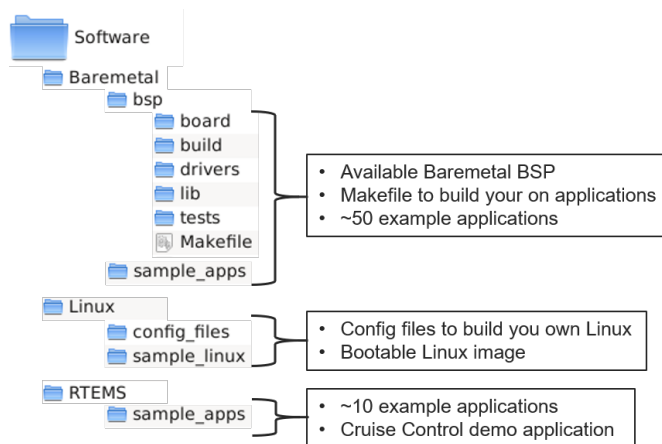 Software
Baremetal
bsp
board
build
drivers
lib
tests
Makefile
sample_apps
• Available Baremetal BSP
• Makefile to build your on applications
• ~50 example applications
Linux
config_files
sample_linux
• Config files to build you own Linux
• Bootable Linux image
RTEMS
sample_apps
• ~10 example applications
• Cruise Control demo application